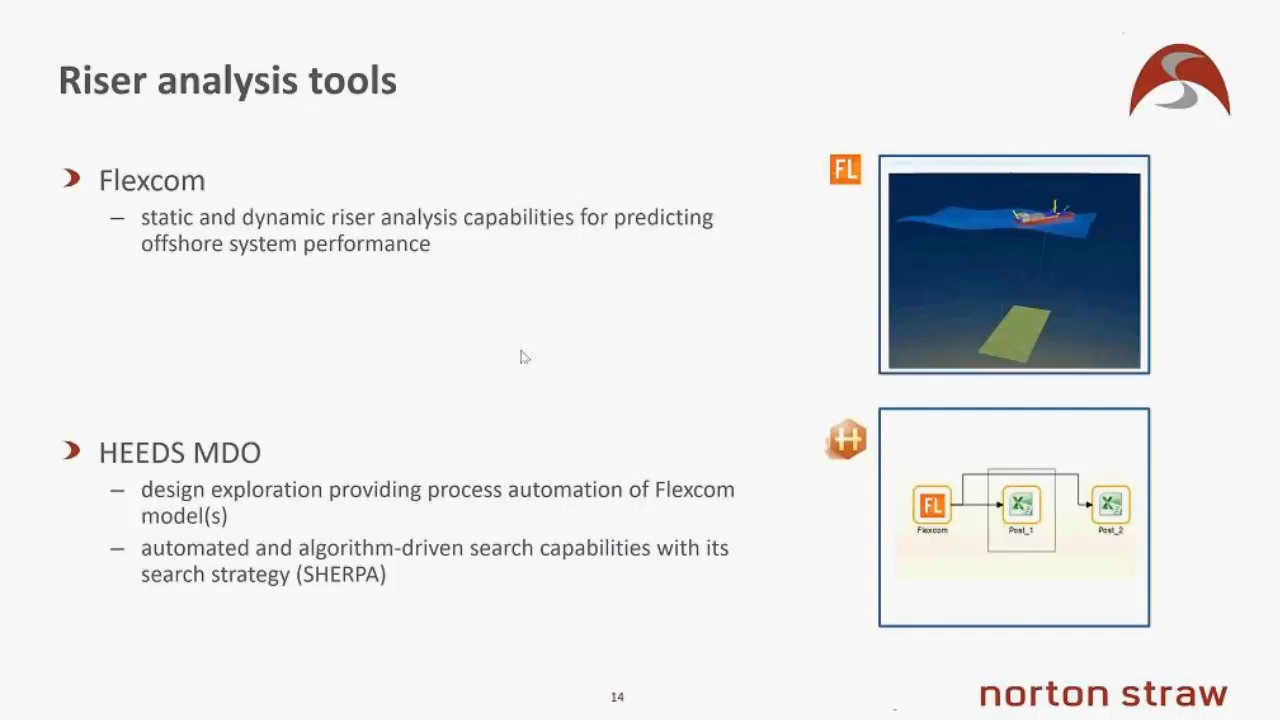 Riser analysis tools
Flexcom
– static and dynamic riser analysis capabilities for predicting
offshore system performance
FL
HEEDS MDO
– design exploration providing process automation of Flexcom
model(s)
– automated and algorithm-driven search capabilities with its
search strategy (SHERPA)
H
FL
Flexcom
Post_1
Post_2
14
norton straw